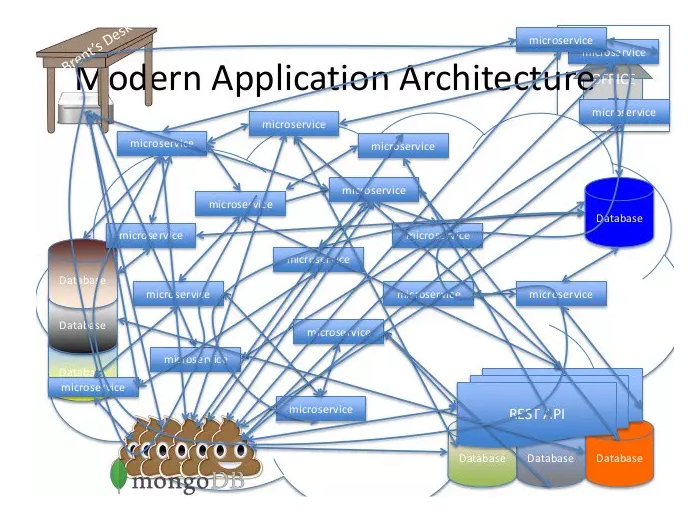 Brent's Desk
microservice
microservice
Modern Application Architecture
OFFICE
microservice
microservice
microservice
microservice
microservice
microservice
Database
microservice
microservice
microservice
Database
Database
Database
microservice
microservice
microservice
microservice
microservice
microservice
microservice
microservice
REST API
Database
Database
Database
mongoDB